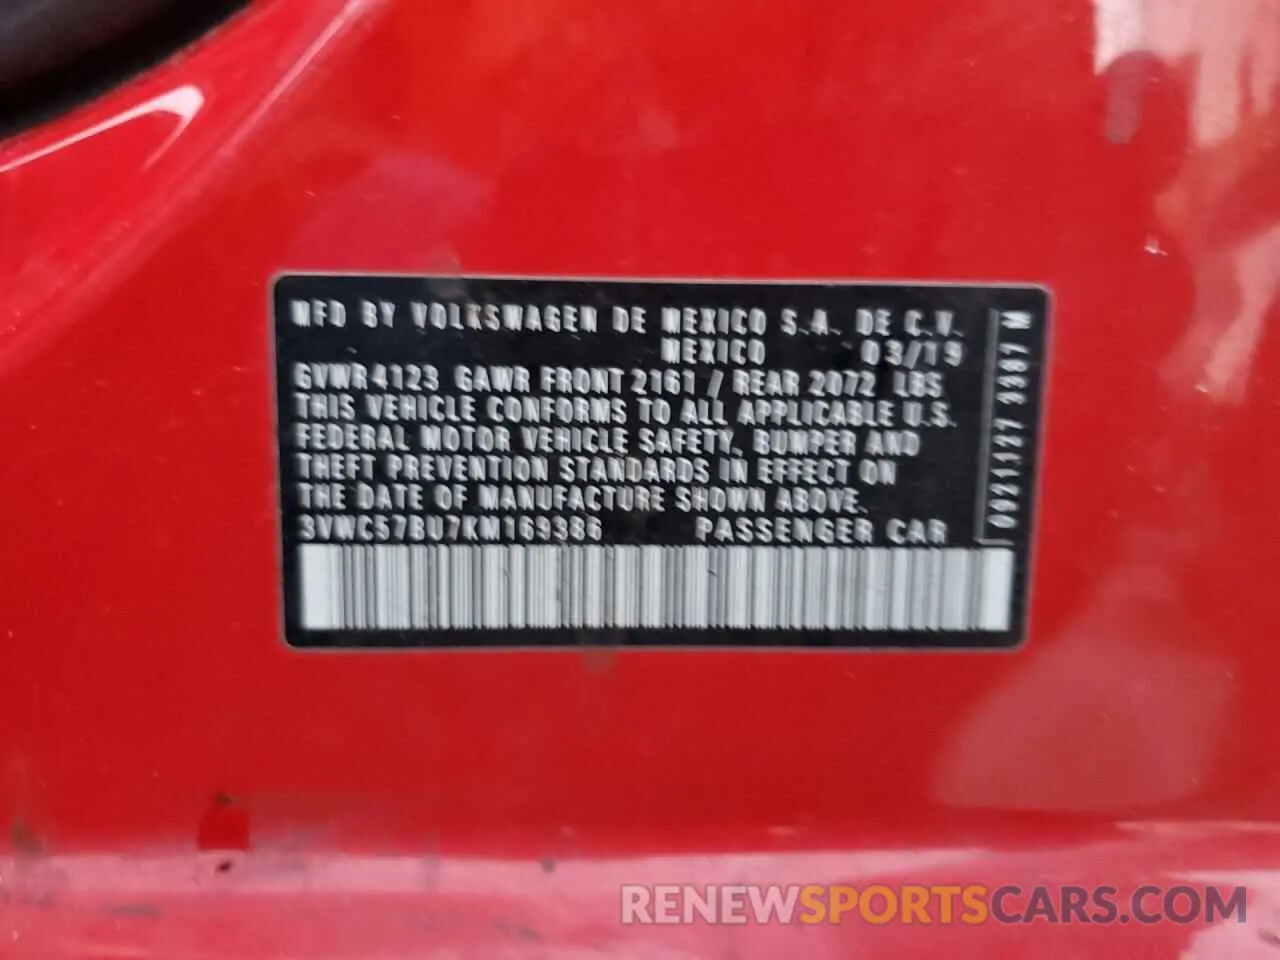 MFD BY VOLKSWAGEN DE MEXICO S.A. DE C.V.
MEXICO 03/19
GVWR 4123 GAWR FRONT 2161 / REAR 2072 LBS
THIS VEHICLE CONFORMS TO ALL APPLICABLE U.S.
FEDERAL MOTOR VEHICLE SAFETY, BUMPER AND
THEFT PREVENTION STANDARDS IN EFFECT ON
THE DATE OF MANUFACTURE SHOWN ABOVE.
3VWC57BU7KM169386 PASSENGER CAR
0921127 3367 M
RENEWSPORTSCARS.COM